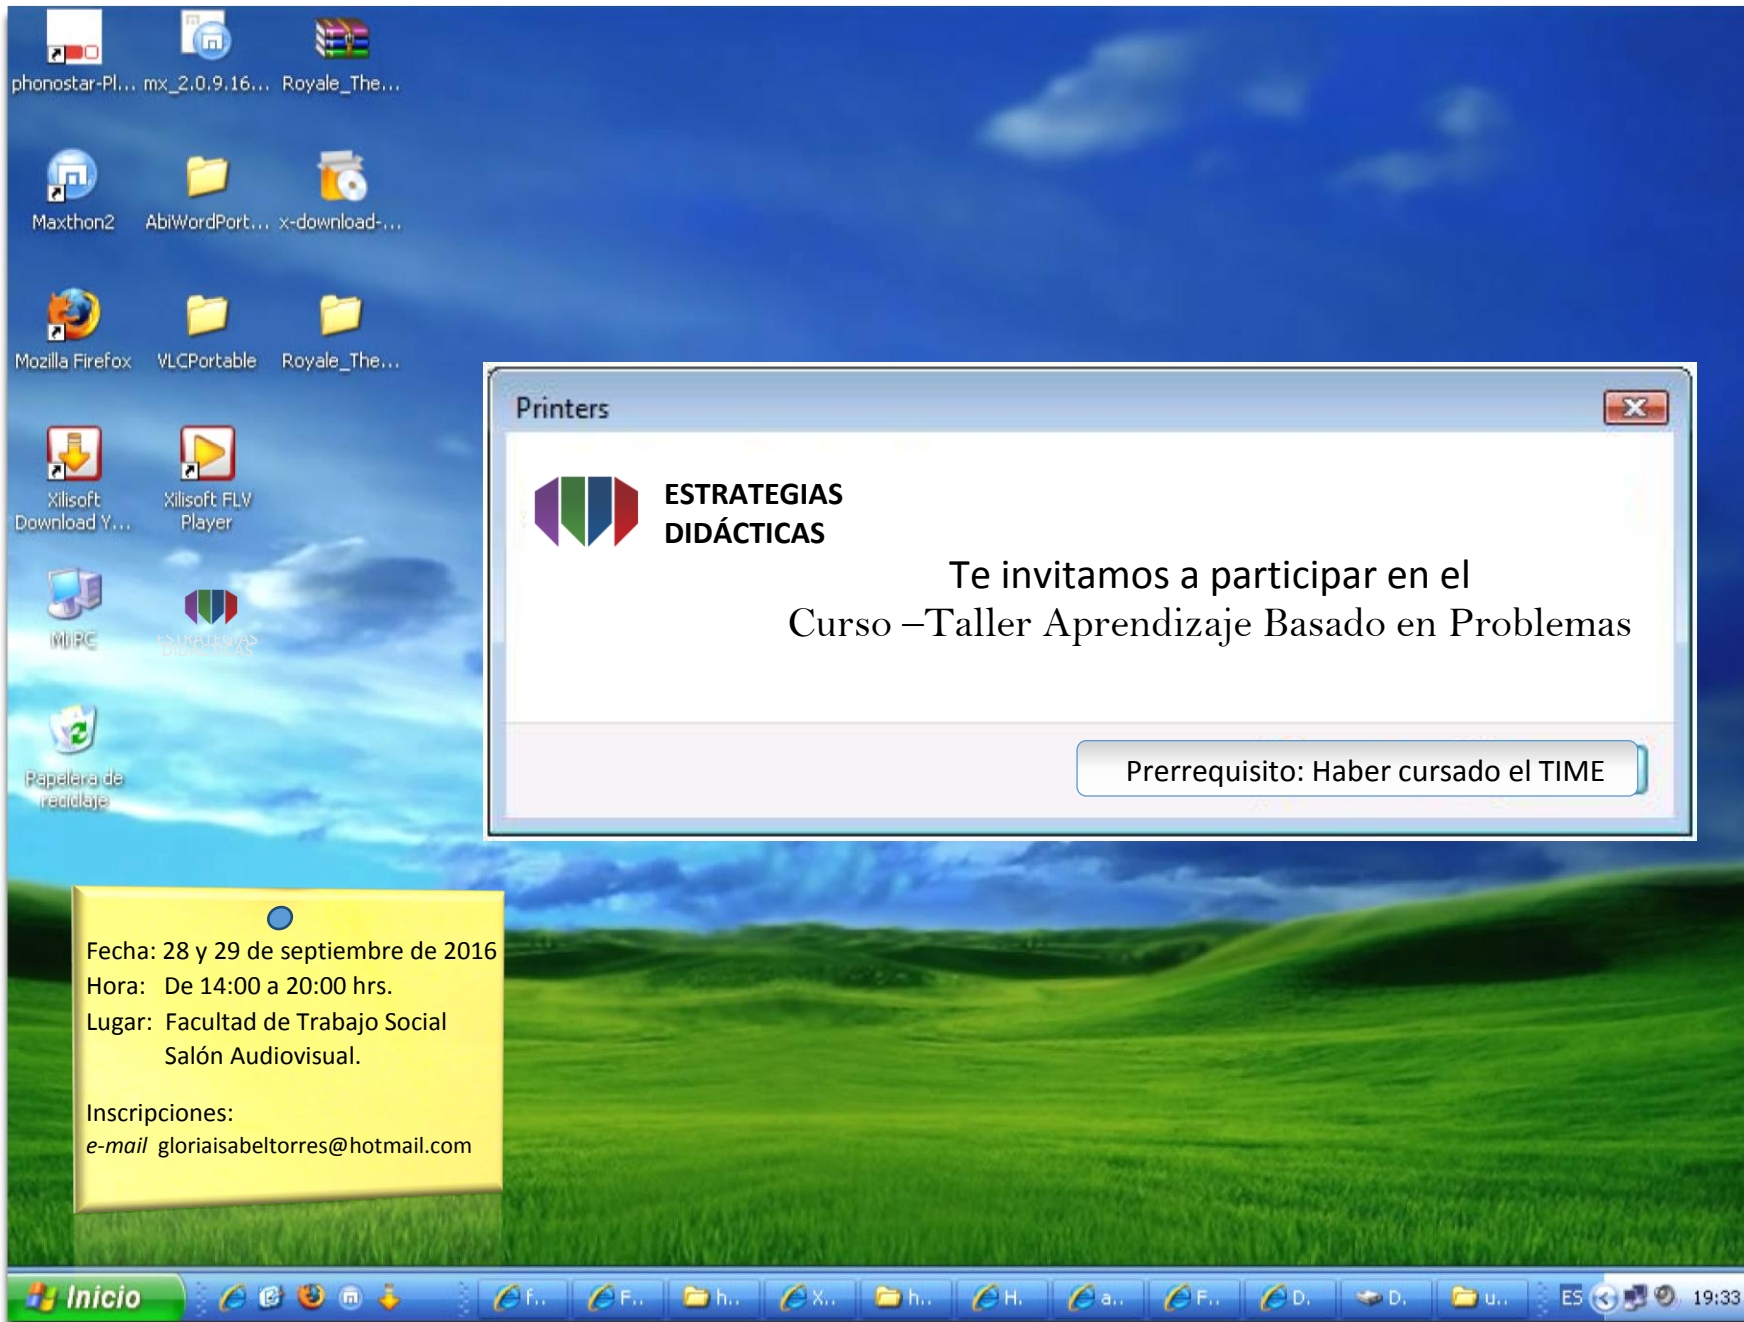 phonostar-Pl... mx_2.0.9.16... Royale_The...
Maxthon2 AbiWordPort... x-download-...
Mozilla Firefox VLCPortable Royale_The...
Xilisoft Download Y...
Xilisoft FLV Player
Mi PC
ESTRATEGIAS
DIDÁCTICAS
Papelera de
reciclaje
Printers
ESTRATEGIAS
DIDÁCTICAS
Te invitamos a participar en el
Curso –Taller Aprendizaje Basado en Problemas
Prerrequisito: Haber cursado el TIME
Fecha: 28 y 29 de septiembre de 2016
Hora: De 14:00 a 20:00 hrs.
Lugar: Facultad de Trabajo Social
Salón Audiovisual.
Inscripciones:
e-mail gloriaisabeltorres@hotmail.com
Inicio f.. F.. h.. X.. h.. H. a.. F.. D. D. u.. ES 19:33